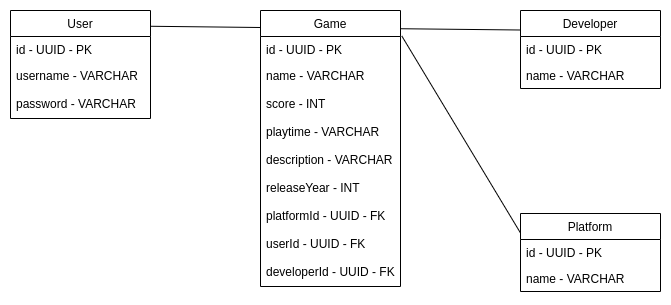 User
id - UUID - PK
username - VARCHAR
password - VARCHAR
Game
id - UUID - PK
name - VARCHAR
score - INT
playtime - VARCHAR
description - VARCHAR
releaseYear - INT
platformId - UUID - FK
userId - UUID - FK
developerId - UUID - FK
Developer
id - UUID - PK
name - VARCHAR
Platform
id - UUID - PK
name - VARCHAR